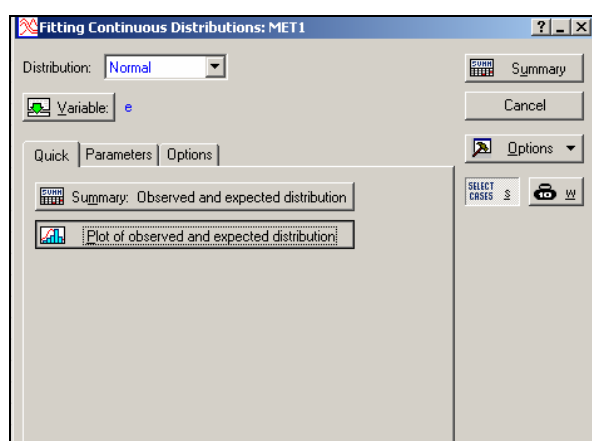 Fitting Continuous Distributions: MET1
Distribution: Normal
Summary
Variable: e
Cancel
Quick Parameters Options
Options
Summary: Observed and expected distribution
SELECT CASES S W
Plot of observed and expected distribution